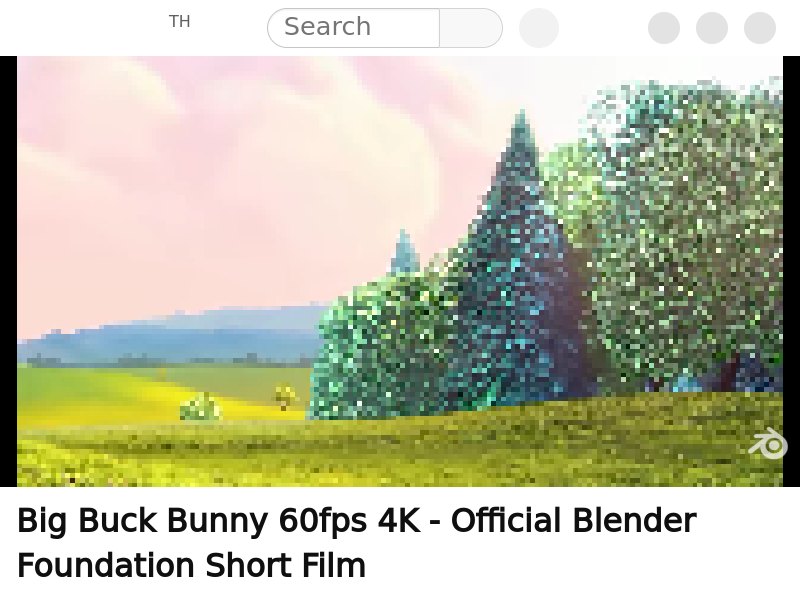 TH
Search
Big Buck Bunny 60fps 4K - Official Blender
Foundation Short Film